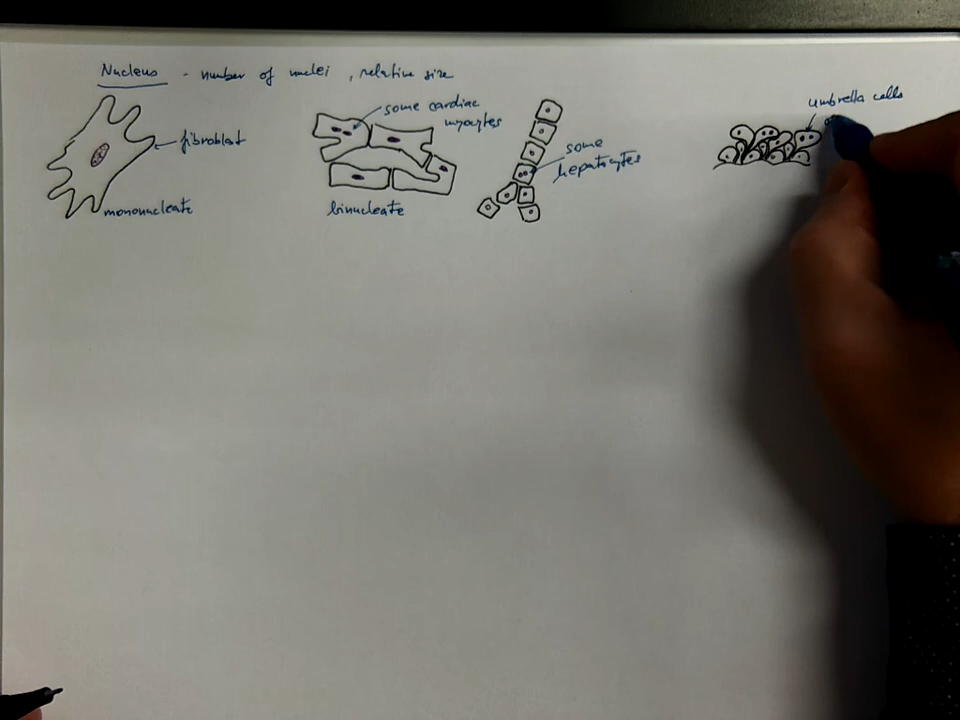 Nucleus - number of nuclei, relative size
umbrella cells
some cardiac
myocytes
fibroblast
some
hepatocytes
mononucleate
binucleate